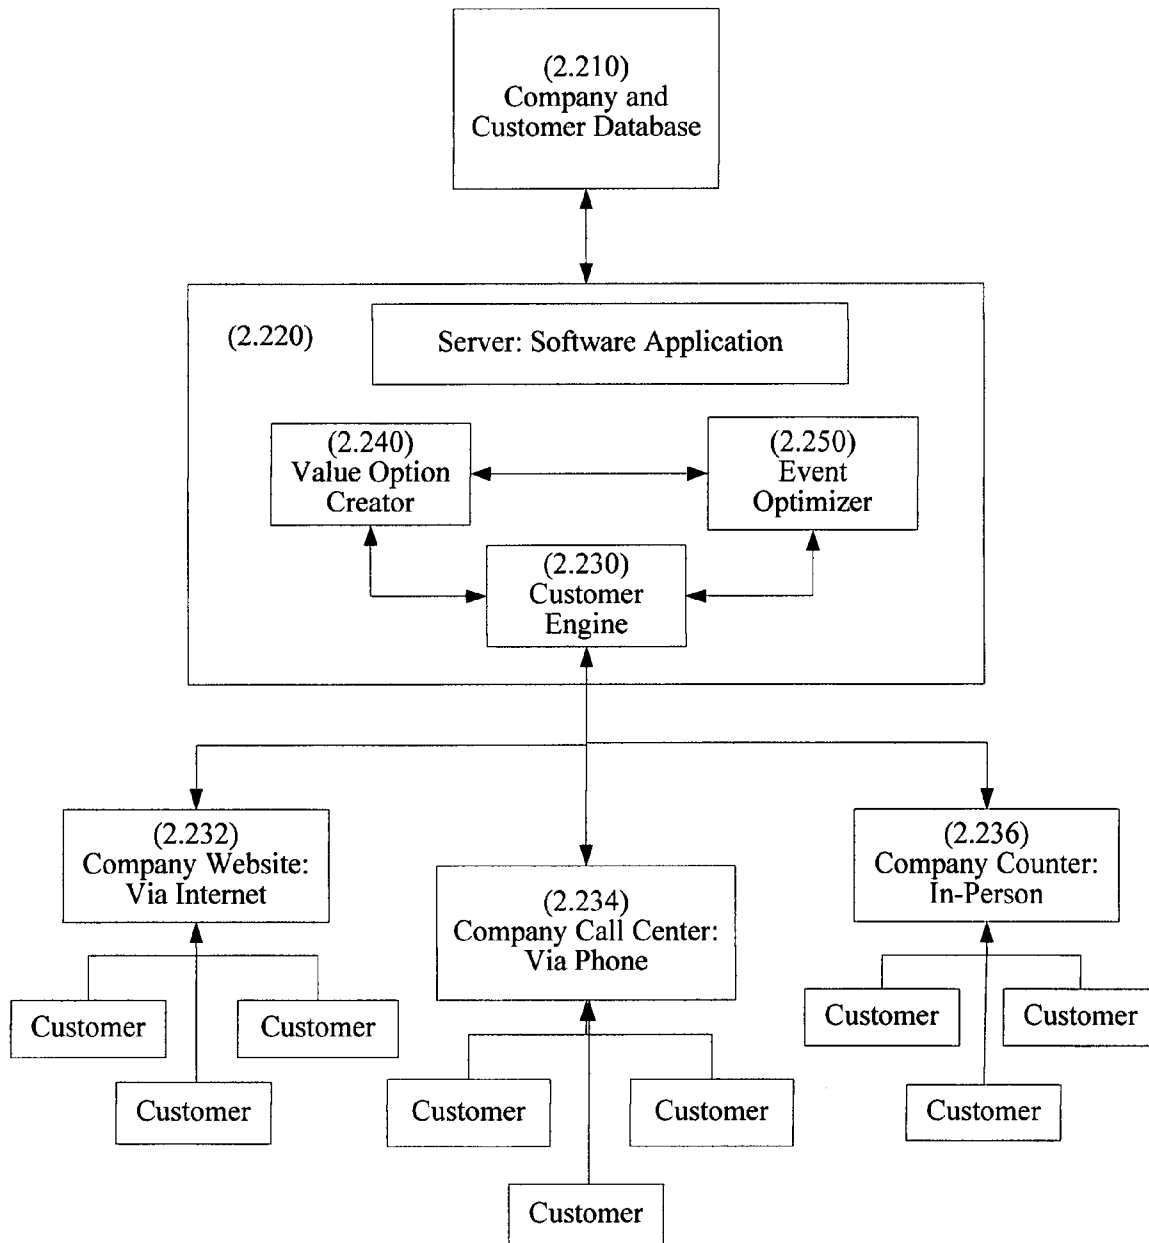 (2.210)
Company and
Customer Database
(2.220)
Server: Software Application
(2.240)
Value Option
Creator
(2.250)
Event
Optimizer
(2.230)
Customer
Engine
(2.232)
Company Website:
Via Internet
(2.234)
Company Call Center:
Via Phone
(2.236)
Company Counter:
In-Person
Customer
Customer
Customer
Customer
Customer
Customer
Customer
Customer
Customer